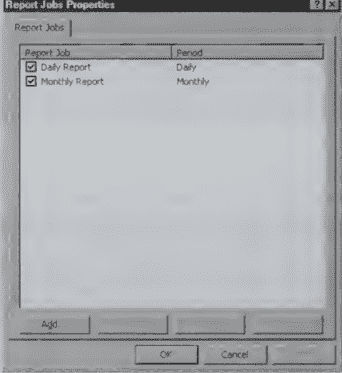 Report Jobs Properties
Report Jobs
Report Job Period
Daily Report Daily
Monthly Report Monthly
Add
OK Cancel